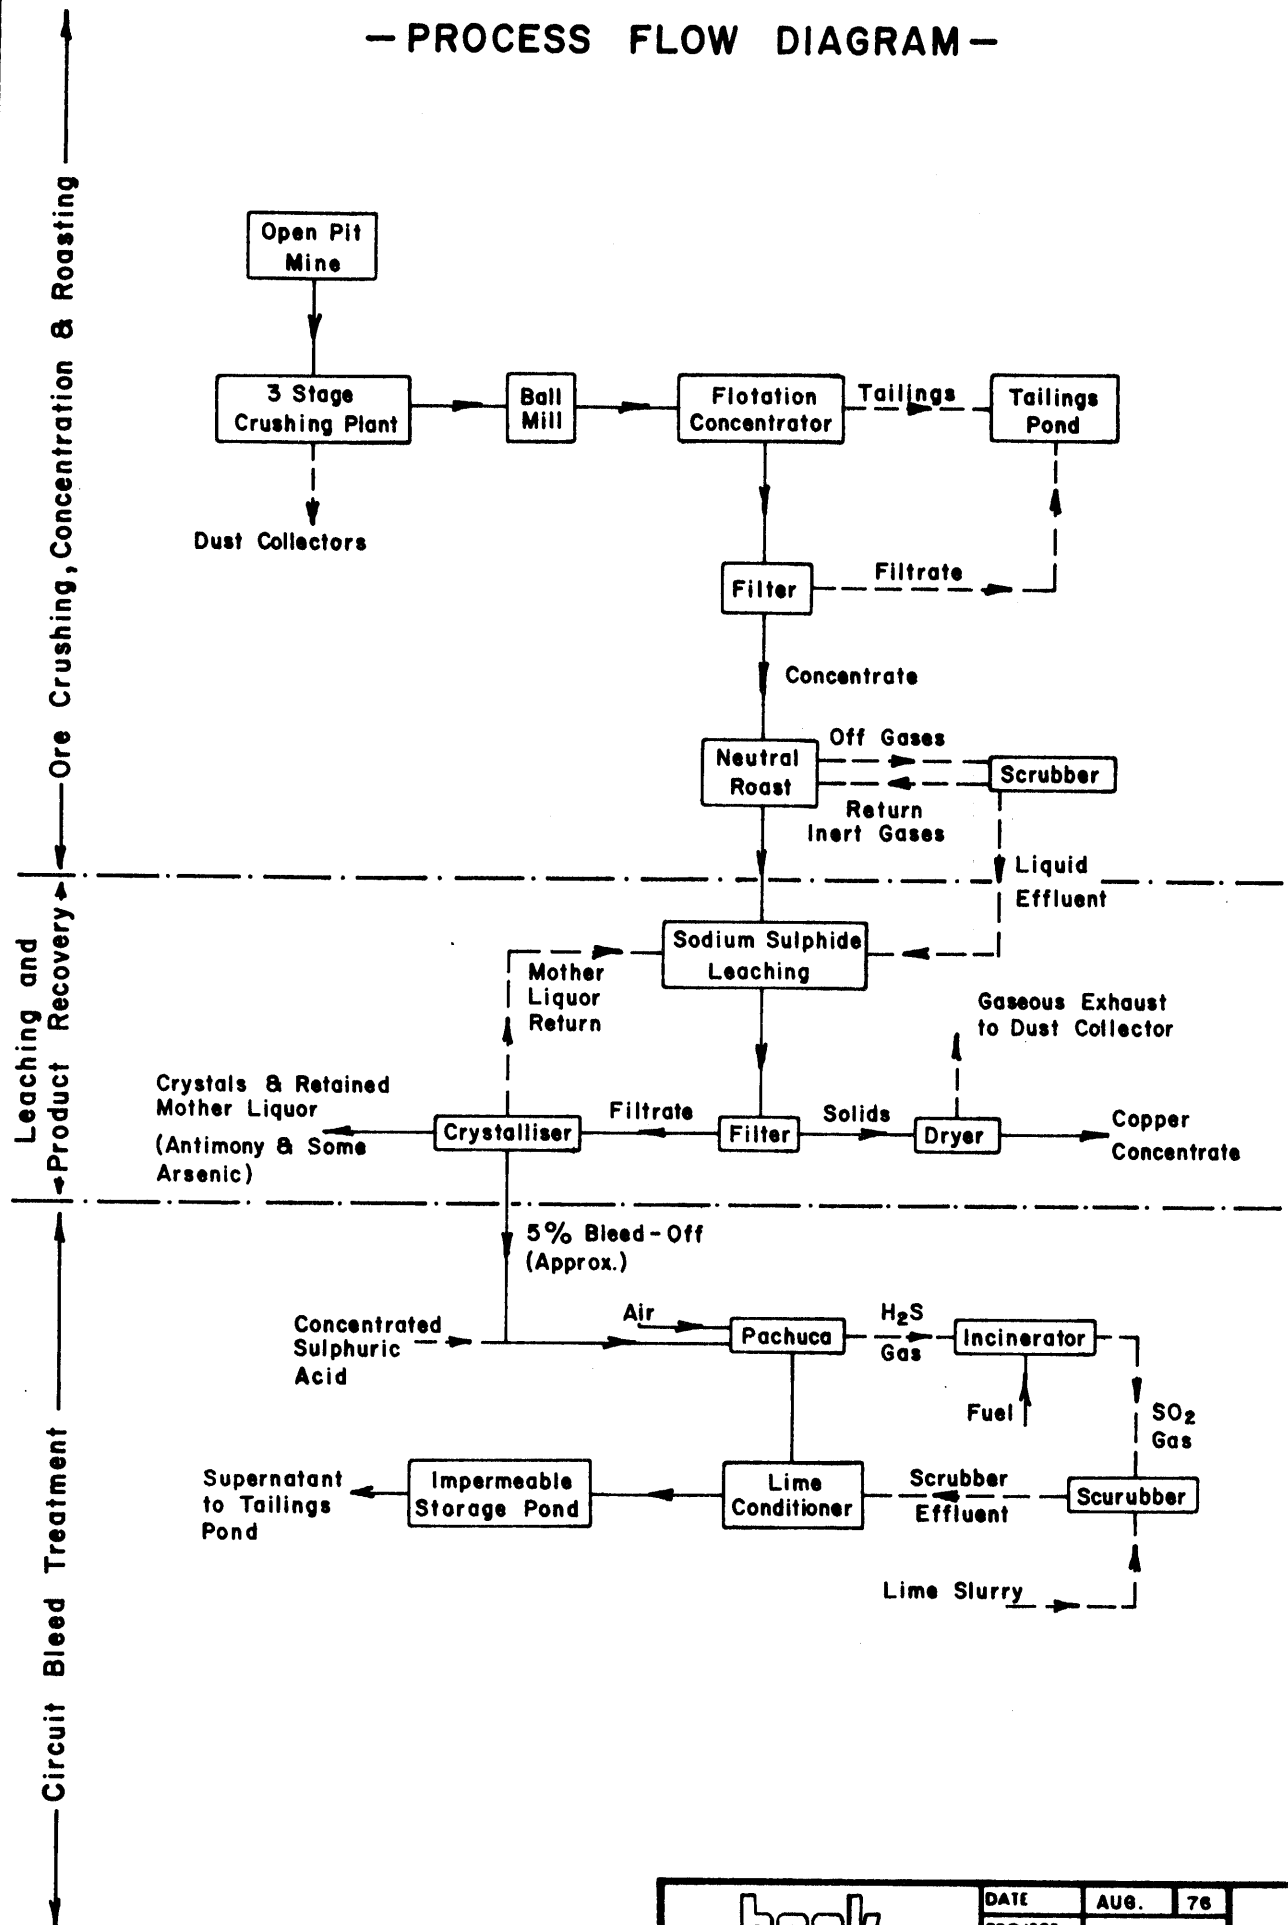 — PROCESS FLOW DIAGRAM —
Ore Crushing, Concentration & Roasting
Open Pit
Mine
3 Stage
Crushing Plant
Ball
Mill
Flotation
Concentrator
Tailings
Tailings
Pond
Dust Collectors
Filter
Filtrate
Concentrate
Neutral
Roast
Off Gases
Return
Inert Gases
Scrubber
Liquid
Effluent
Leaching and
Product Recovery
Sodium Sulphide
Leaching
Mother
Liquor
Return
Gaseous Exhaust
to Dust Collector
Crystals & Retained
Mother Liquor
(Antimony & Some
Arsenic)
Crystalliser
Filtrate
Filter
Solids
Dryer
Copper
Concentrate
Circuit Bleed Treatment
5% Bleed-Off
(Approx.)
Concentrated
Sulphuric
Acid
Air
Pachuca
H2S
Gas
Incinerator
Fuel
SO2
Gas
Supernatant
to Tailings
Pond
Impermeable
Storage Pond
Lime
Conditioner
Scrubber
Effluent
Scurubber
Lime Slurry
DATE
AUG.
76